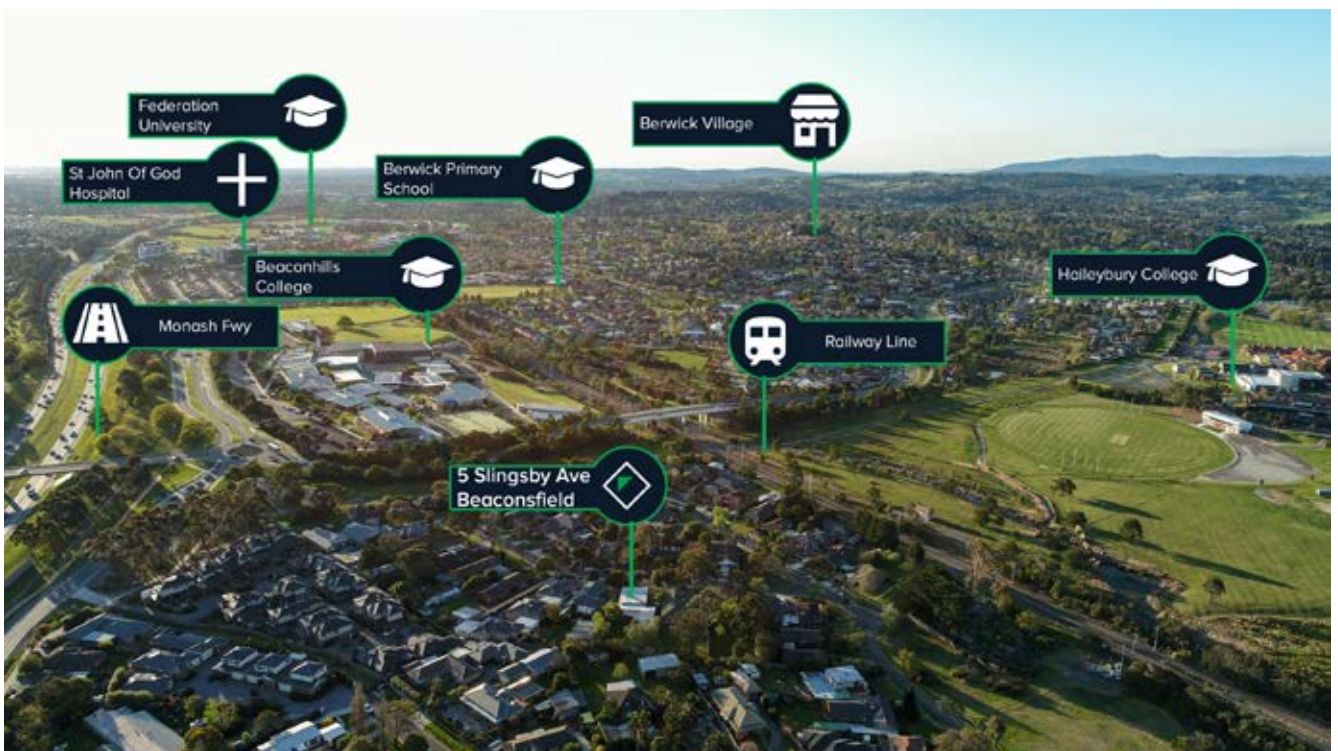 Federation
University
Berwick Village
St John Of God
Hospital
Berwick Primary
School
Beaconhills
College
Haileybury College
Monash Fwy
Railway Line
5 Slingsby Ave
Beaconsfield